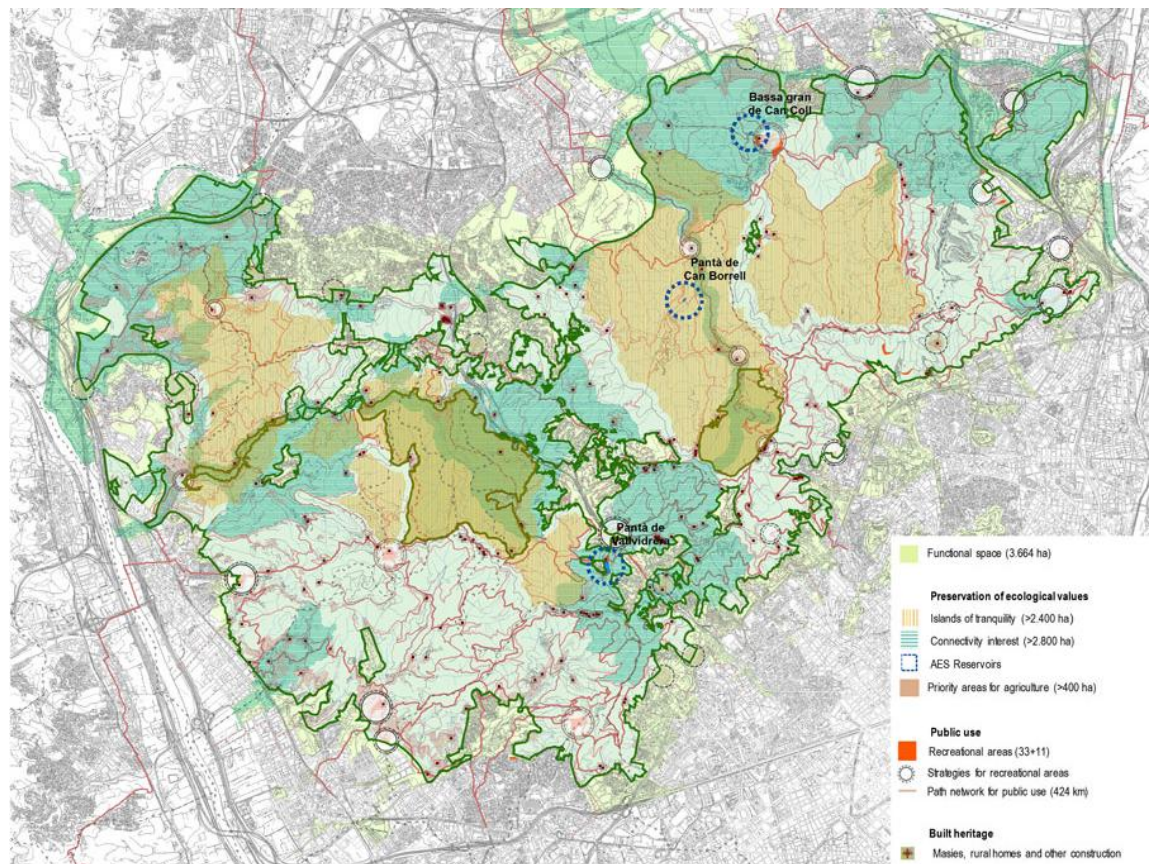 Bassa gran
de Can Coll
Pantà de
Can Borrell
Pantà de
Vallvidrera
Functional space (3.664 ha)
Preservation of ecological values
Islands of tranquility (>2.400 ha)
Connectivity interest (>2.800 ha)
AES Reservoirs
Priority areas for agriculture (>400 ha)
Public use
Recreational areas (33+11)
Strategies for recreational areas
Path network for public use (424 km)
Built heritage
Masies, rural homes and other construction